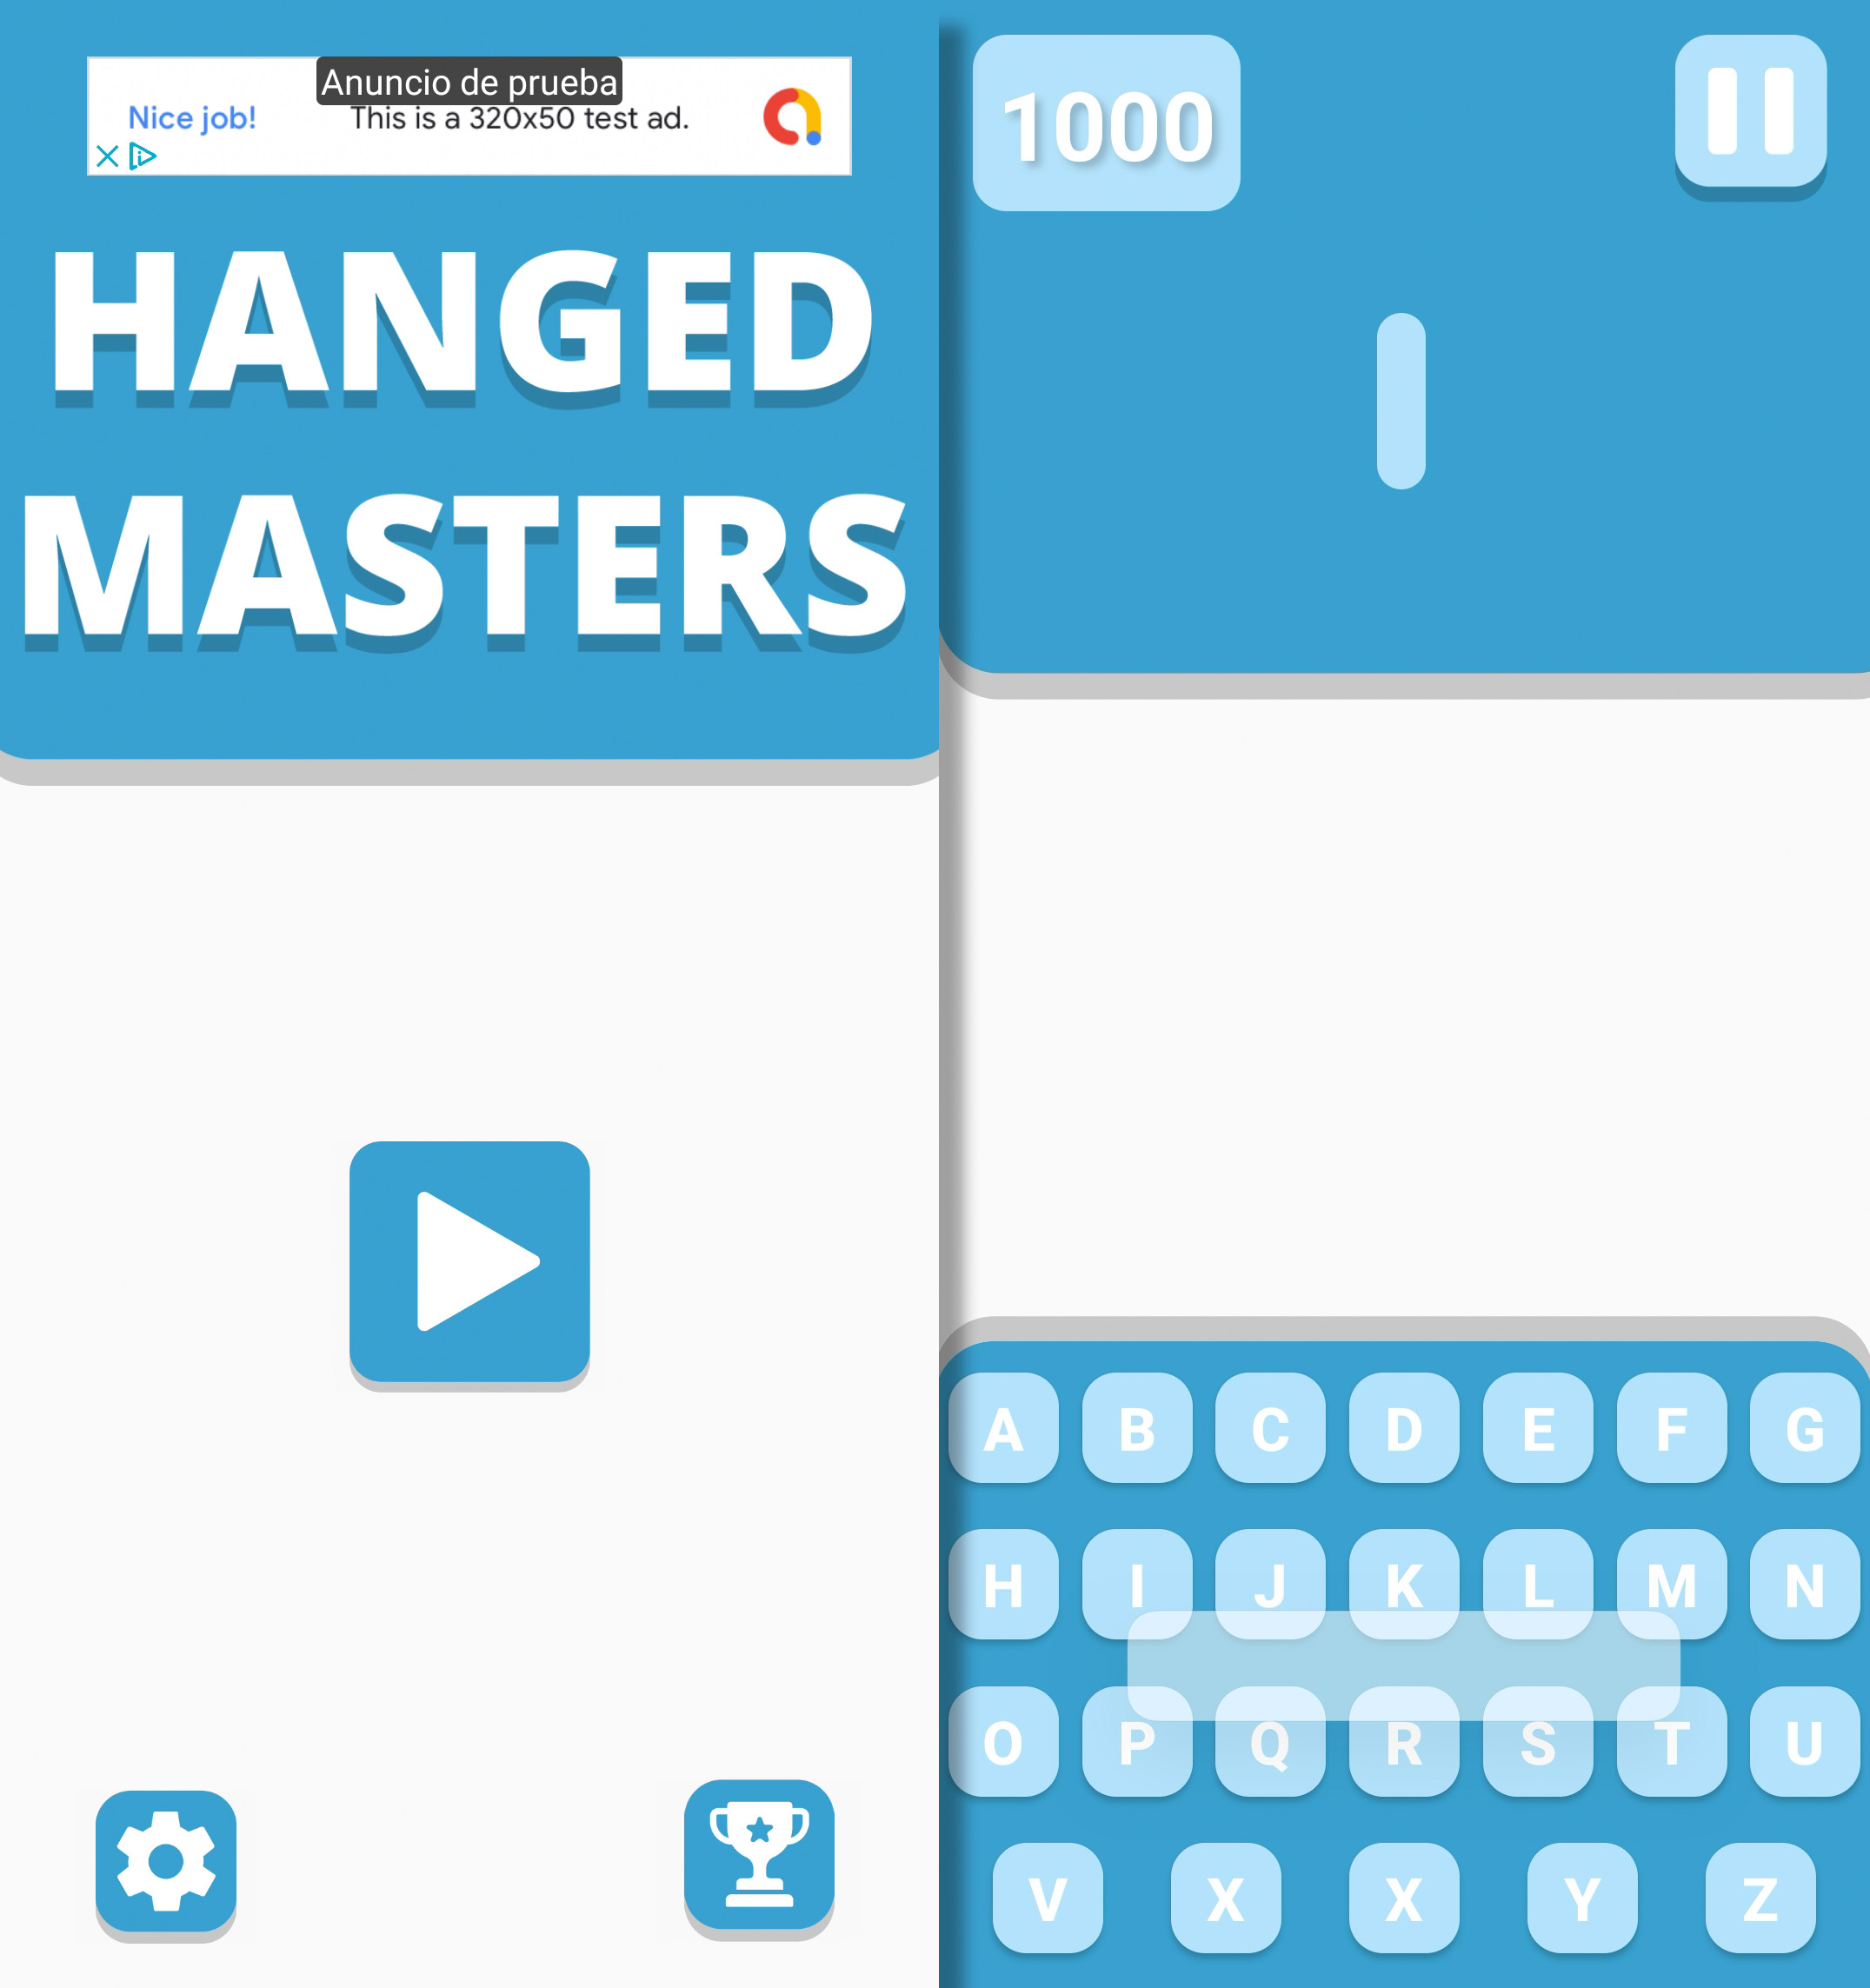 Anuncio de prueba
Nice job! This is a 320x50 test ad.
HANGED
MASTERS
1000
A B C D E F G
H I J K L M N
O P Q R S T U
V X X Y Z